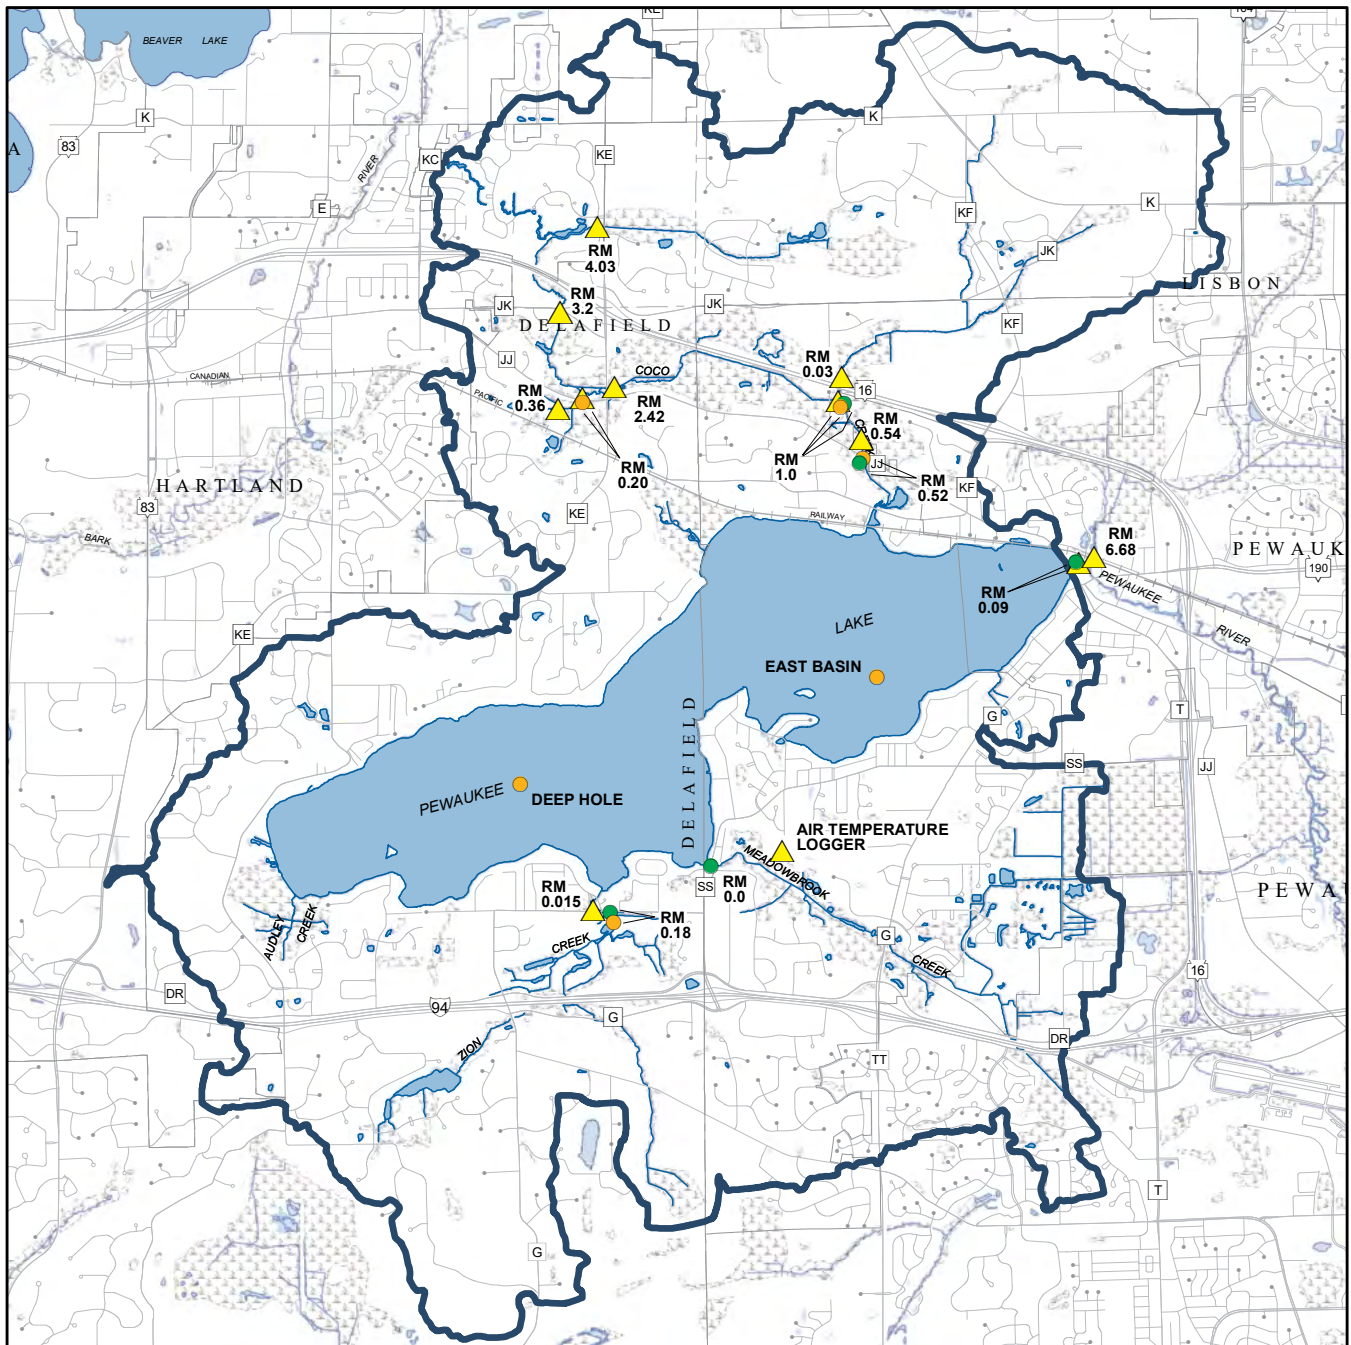 KE
164
BEAVER LAKE
K
K
83
A
KC
KE
RIVER
E
KF
K
JK
RM
4.03
LISBON
RM
3.2
JK
JK
DELAFIELD
KF
JJ
RM
0.03
CANADIAN
COCO
16
PACIFIC
RM
0.36
RM
2.42
RM
0.54
RM
1.0
JJ
RM
0.20
RM
0.52
HARTLAND
KF
83
KE
RAILWAY
BARK
RM
6.68
PEWAUK
190
RM
0.09
PEWAUKEE
RIVER
KE
LAKE
EAST BASIN
DELAFIELD
G
T
SS
JJ
PEWAUKEE
DEEP HOLE
AIR TEMPERATURE
LOGGER
MEADOWBROOK
RM
0.015
SS
RM
0.0
PEWAU
AUDLEY
CREEK
RM
0.18
CREEK
G
CREEK
16
DR
94
G
DR
ZION
TT
T
G